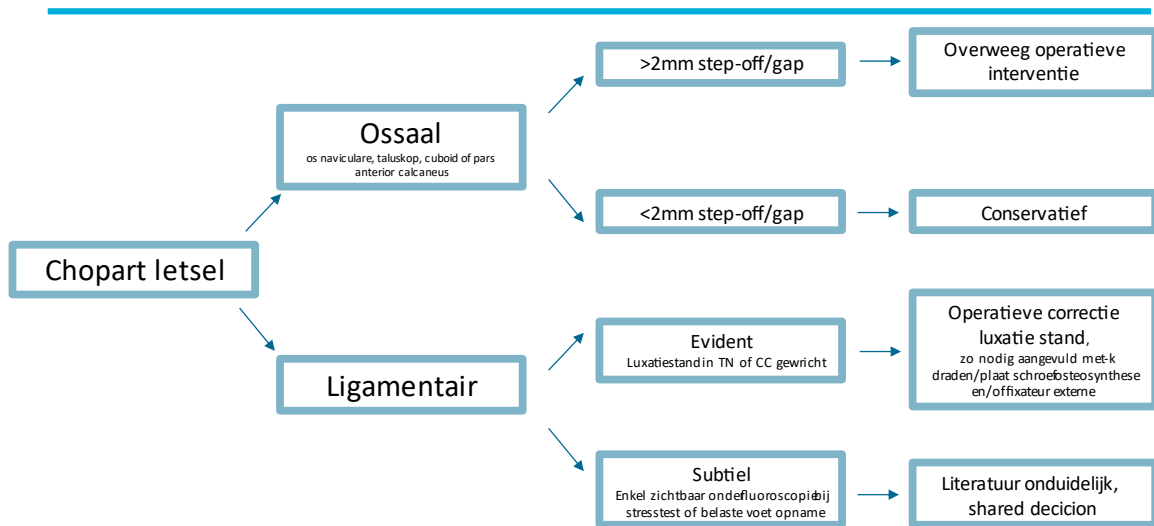 >2mm step-off/gap
Overweeg operatieve
interventie
Ossaal
os naviculare, taluskop, cuboid of pars
anterior calcaneus
<2mm step-off/gap
Conservatief
Chopart letsel
Ligamentair
Evident
Luxatiestand in TN of CC gewricht
Operatieve correctie
luxatie stand,
zo nodig aangevuld met-k
draden/plaat schroefosteosynthese
en/offixateur externe
Subtiel
Enkel zichtbaar ondefluoroscopiebij
stresstest of belaste voet opname
Literatuur onduidelijk,
shared decicion